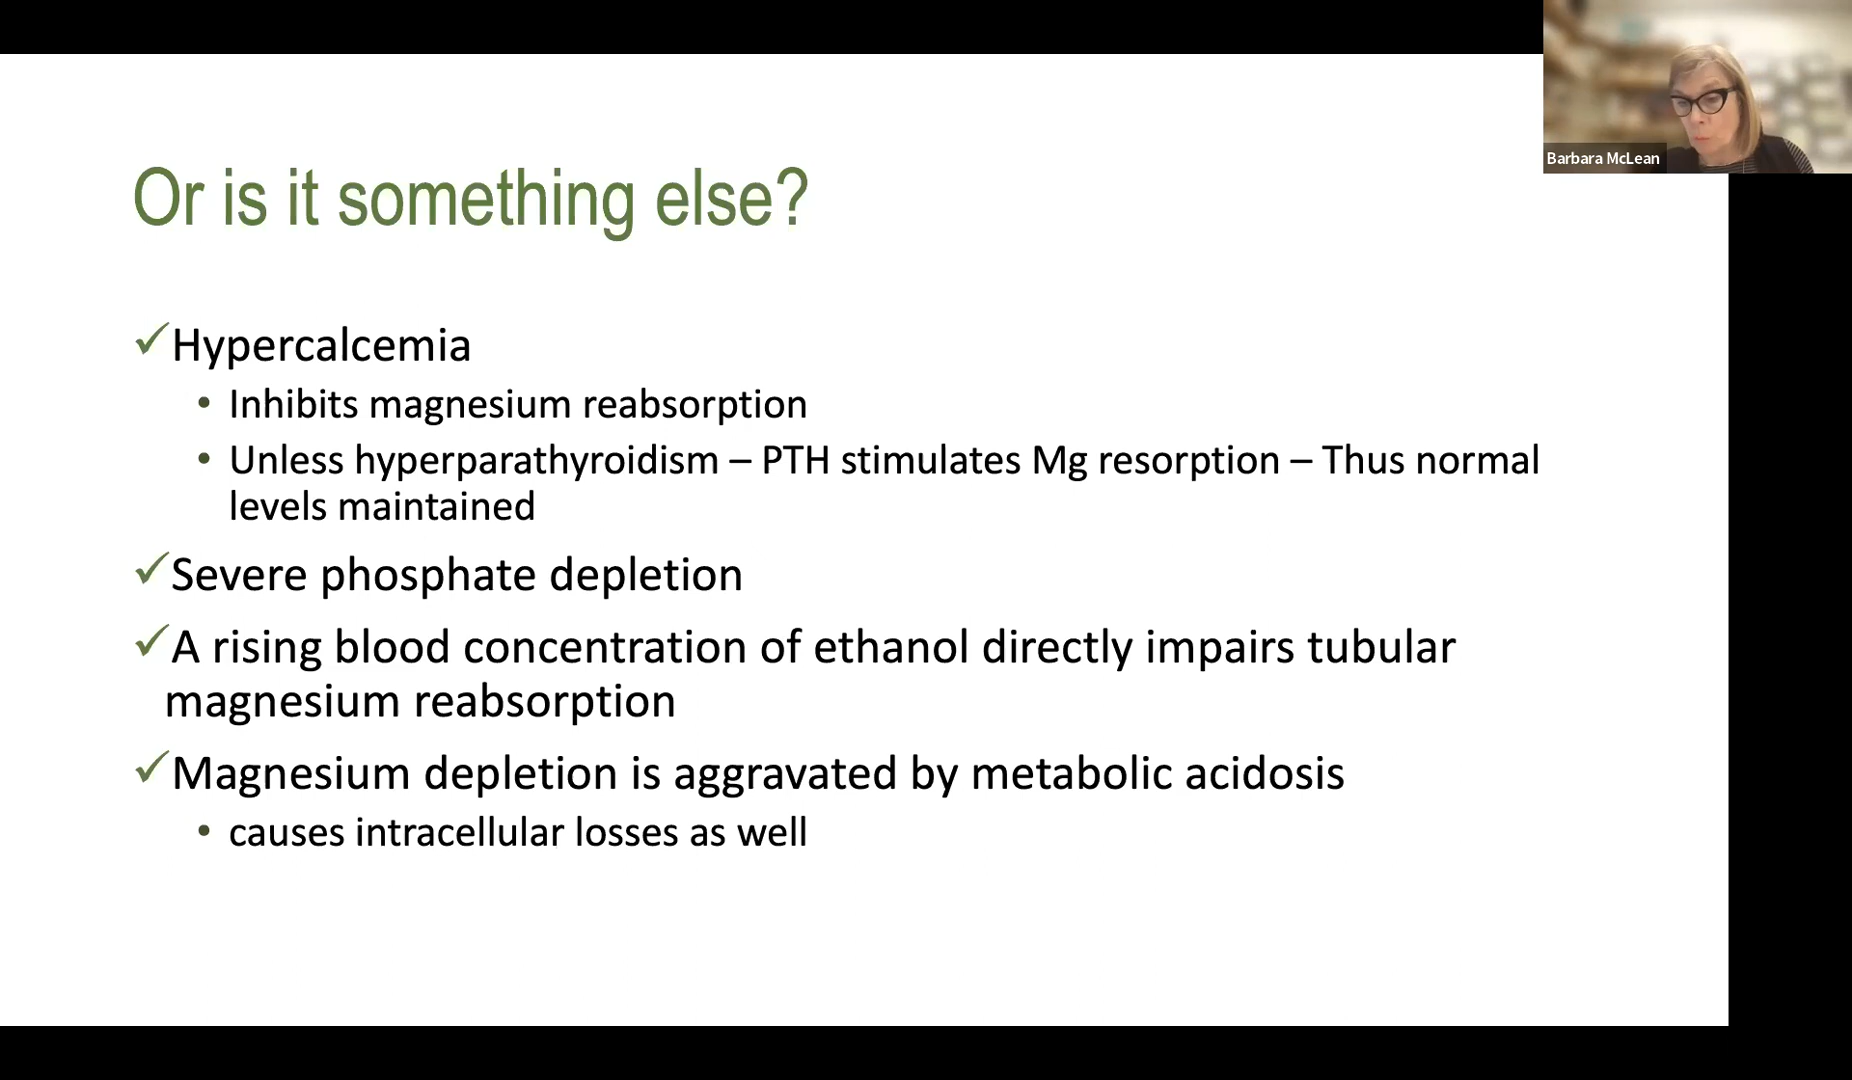 Barbara McLean
Or is it something else?
✓Hypercalcemia
• Inhibits magnesium reabsorption
• Unless hyperparathyroidism – PTH stimulates Mg resorption – Thus normal
levels maintained
✓Severe phosphate depletion
✓A rising blood concentration of ethanol directly impairs tubular
magnesium reabsorption
✓Magnesium depletion is aggravated by metabolic acidosis
• causes intracellular losses as well